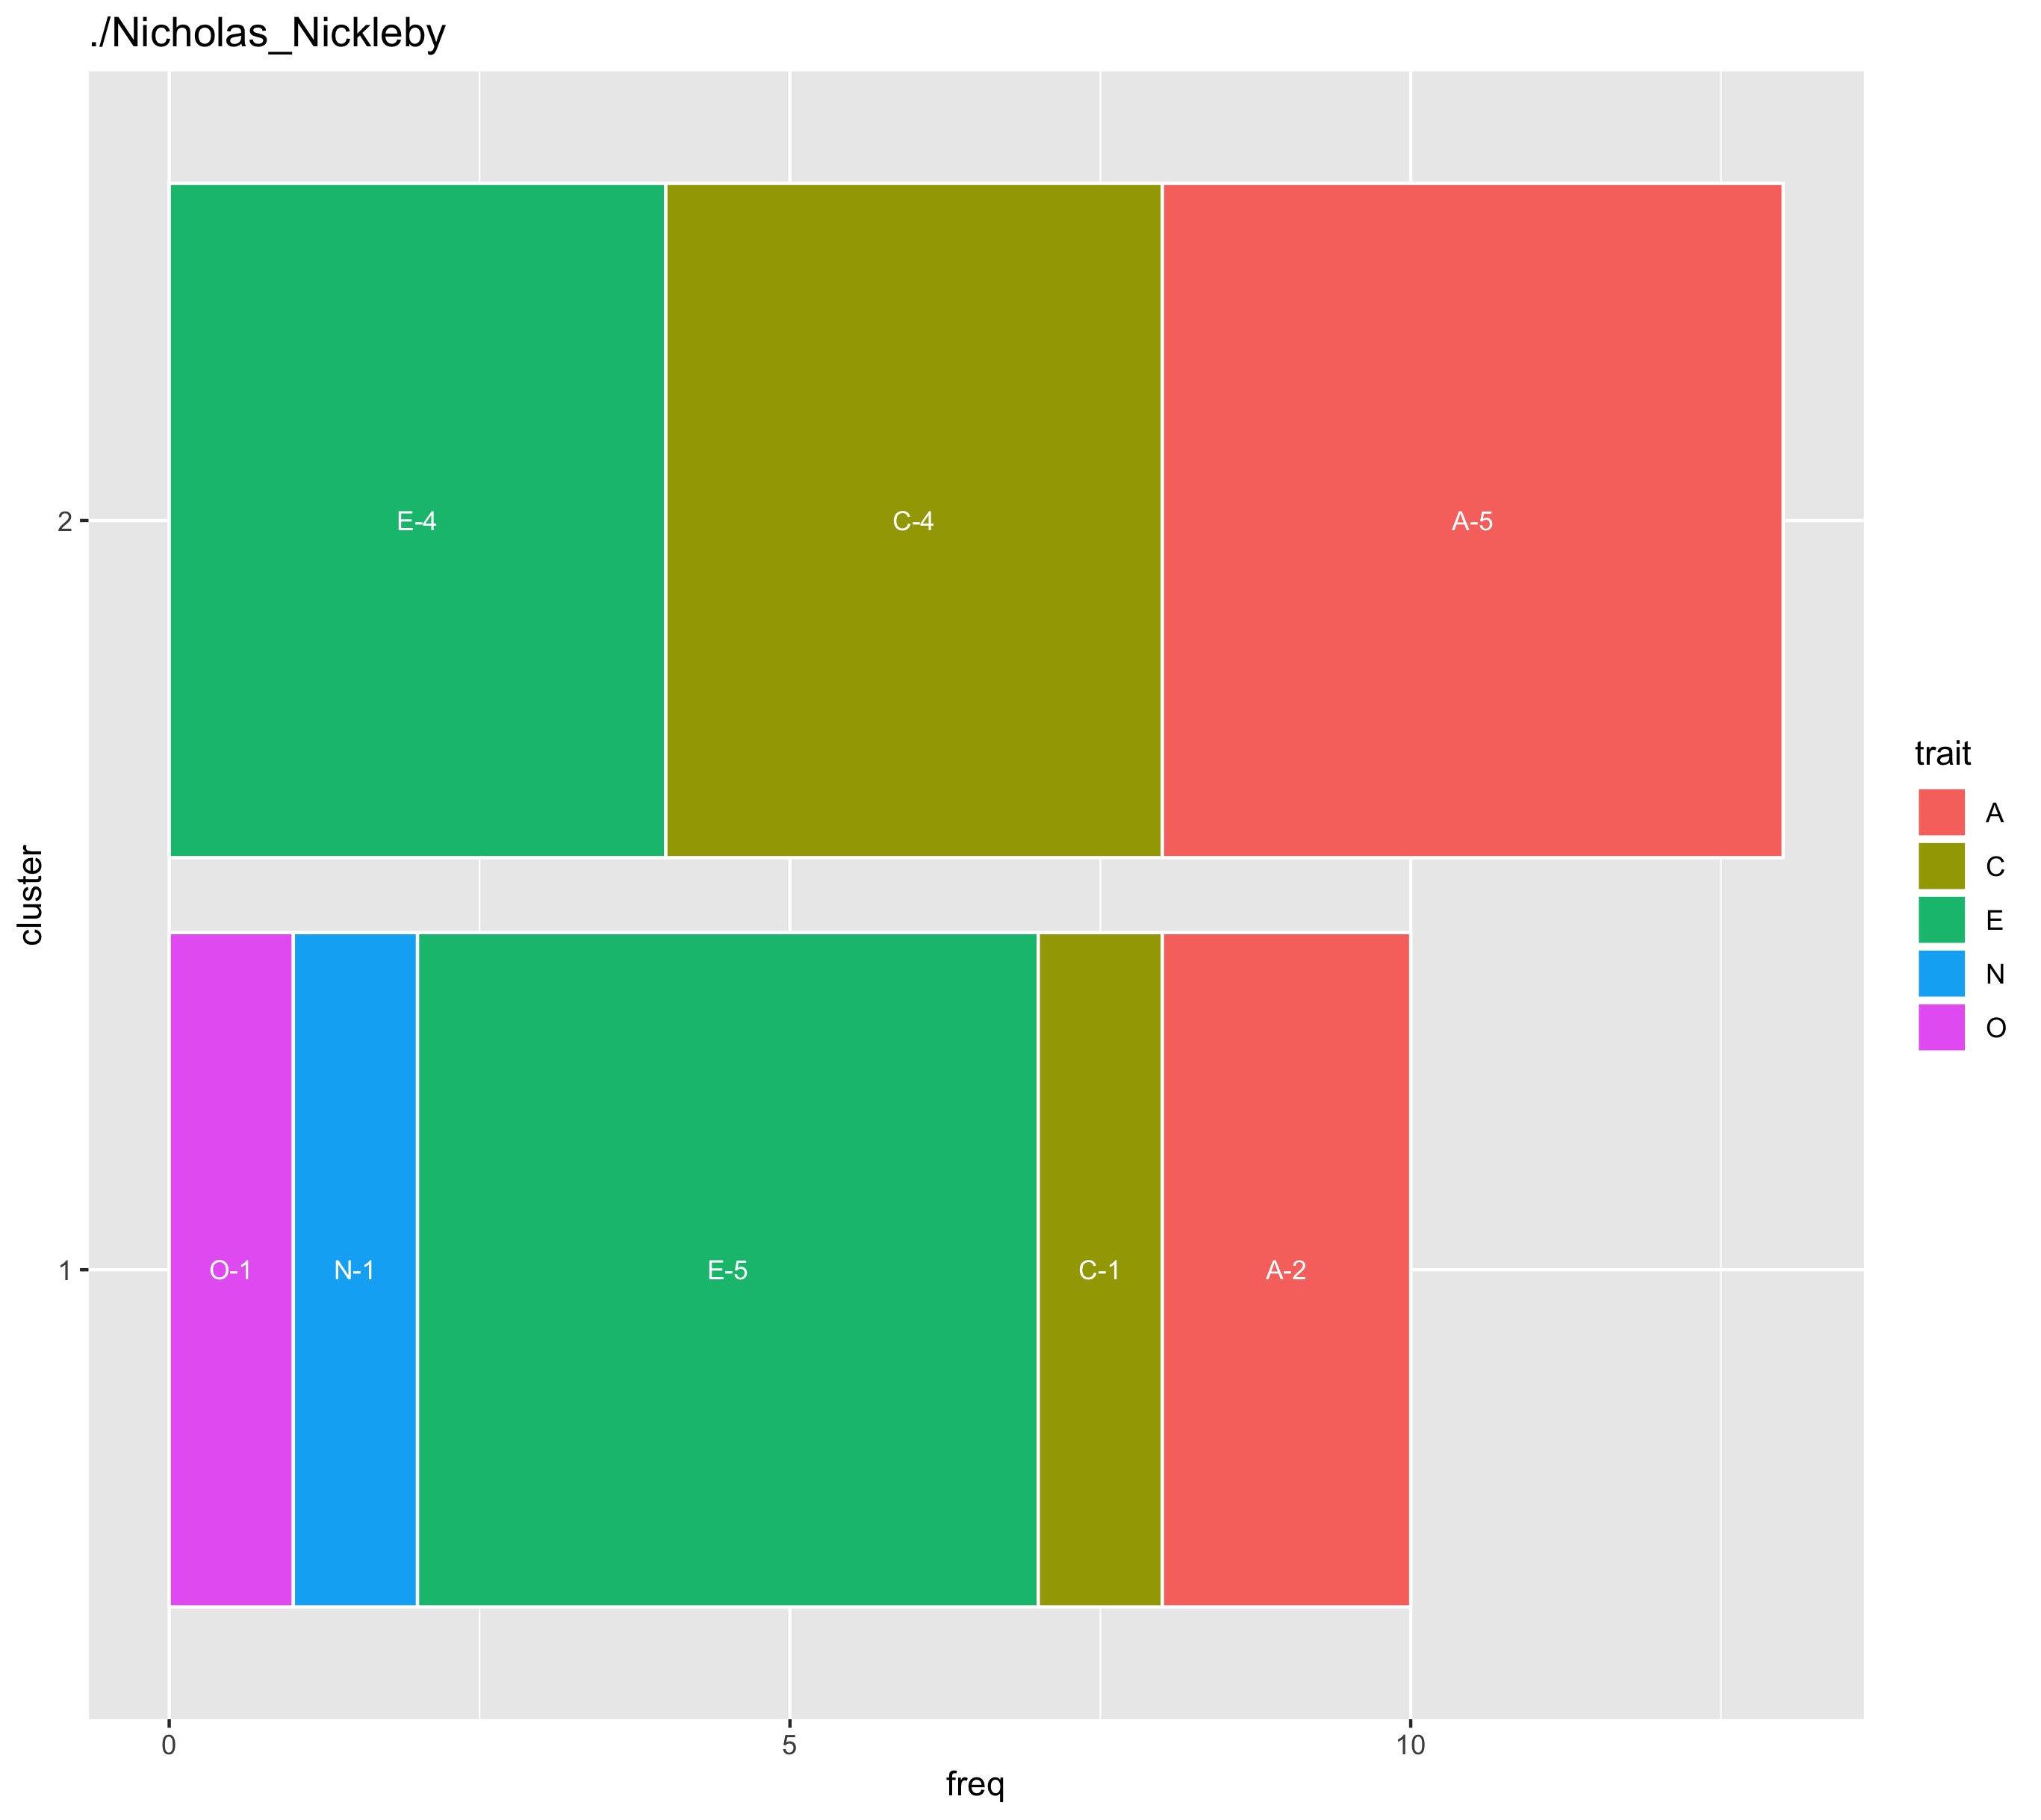 ./Nicholas_Nickleby
2
E-4
C-4
A-5
cluster
1
O-1
N-1
E-5
C-1
A-2
0
5
10
freq
trait
A
C
E
N
O